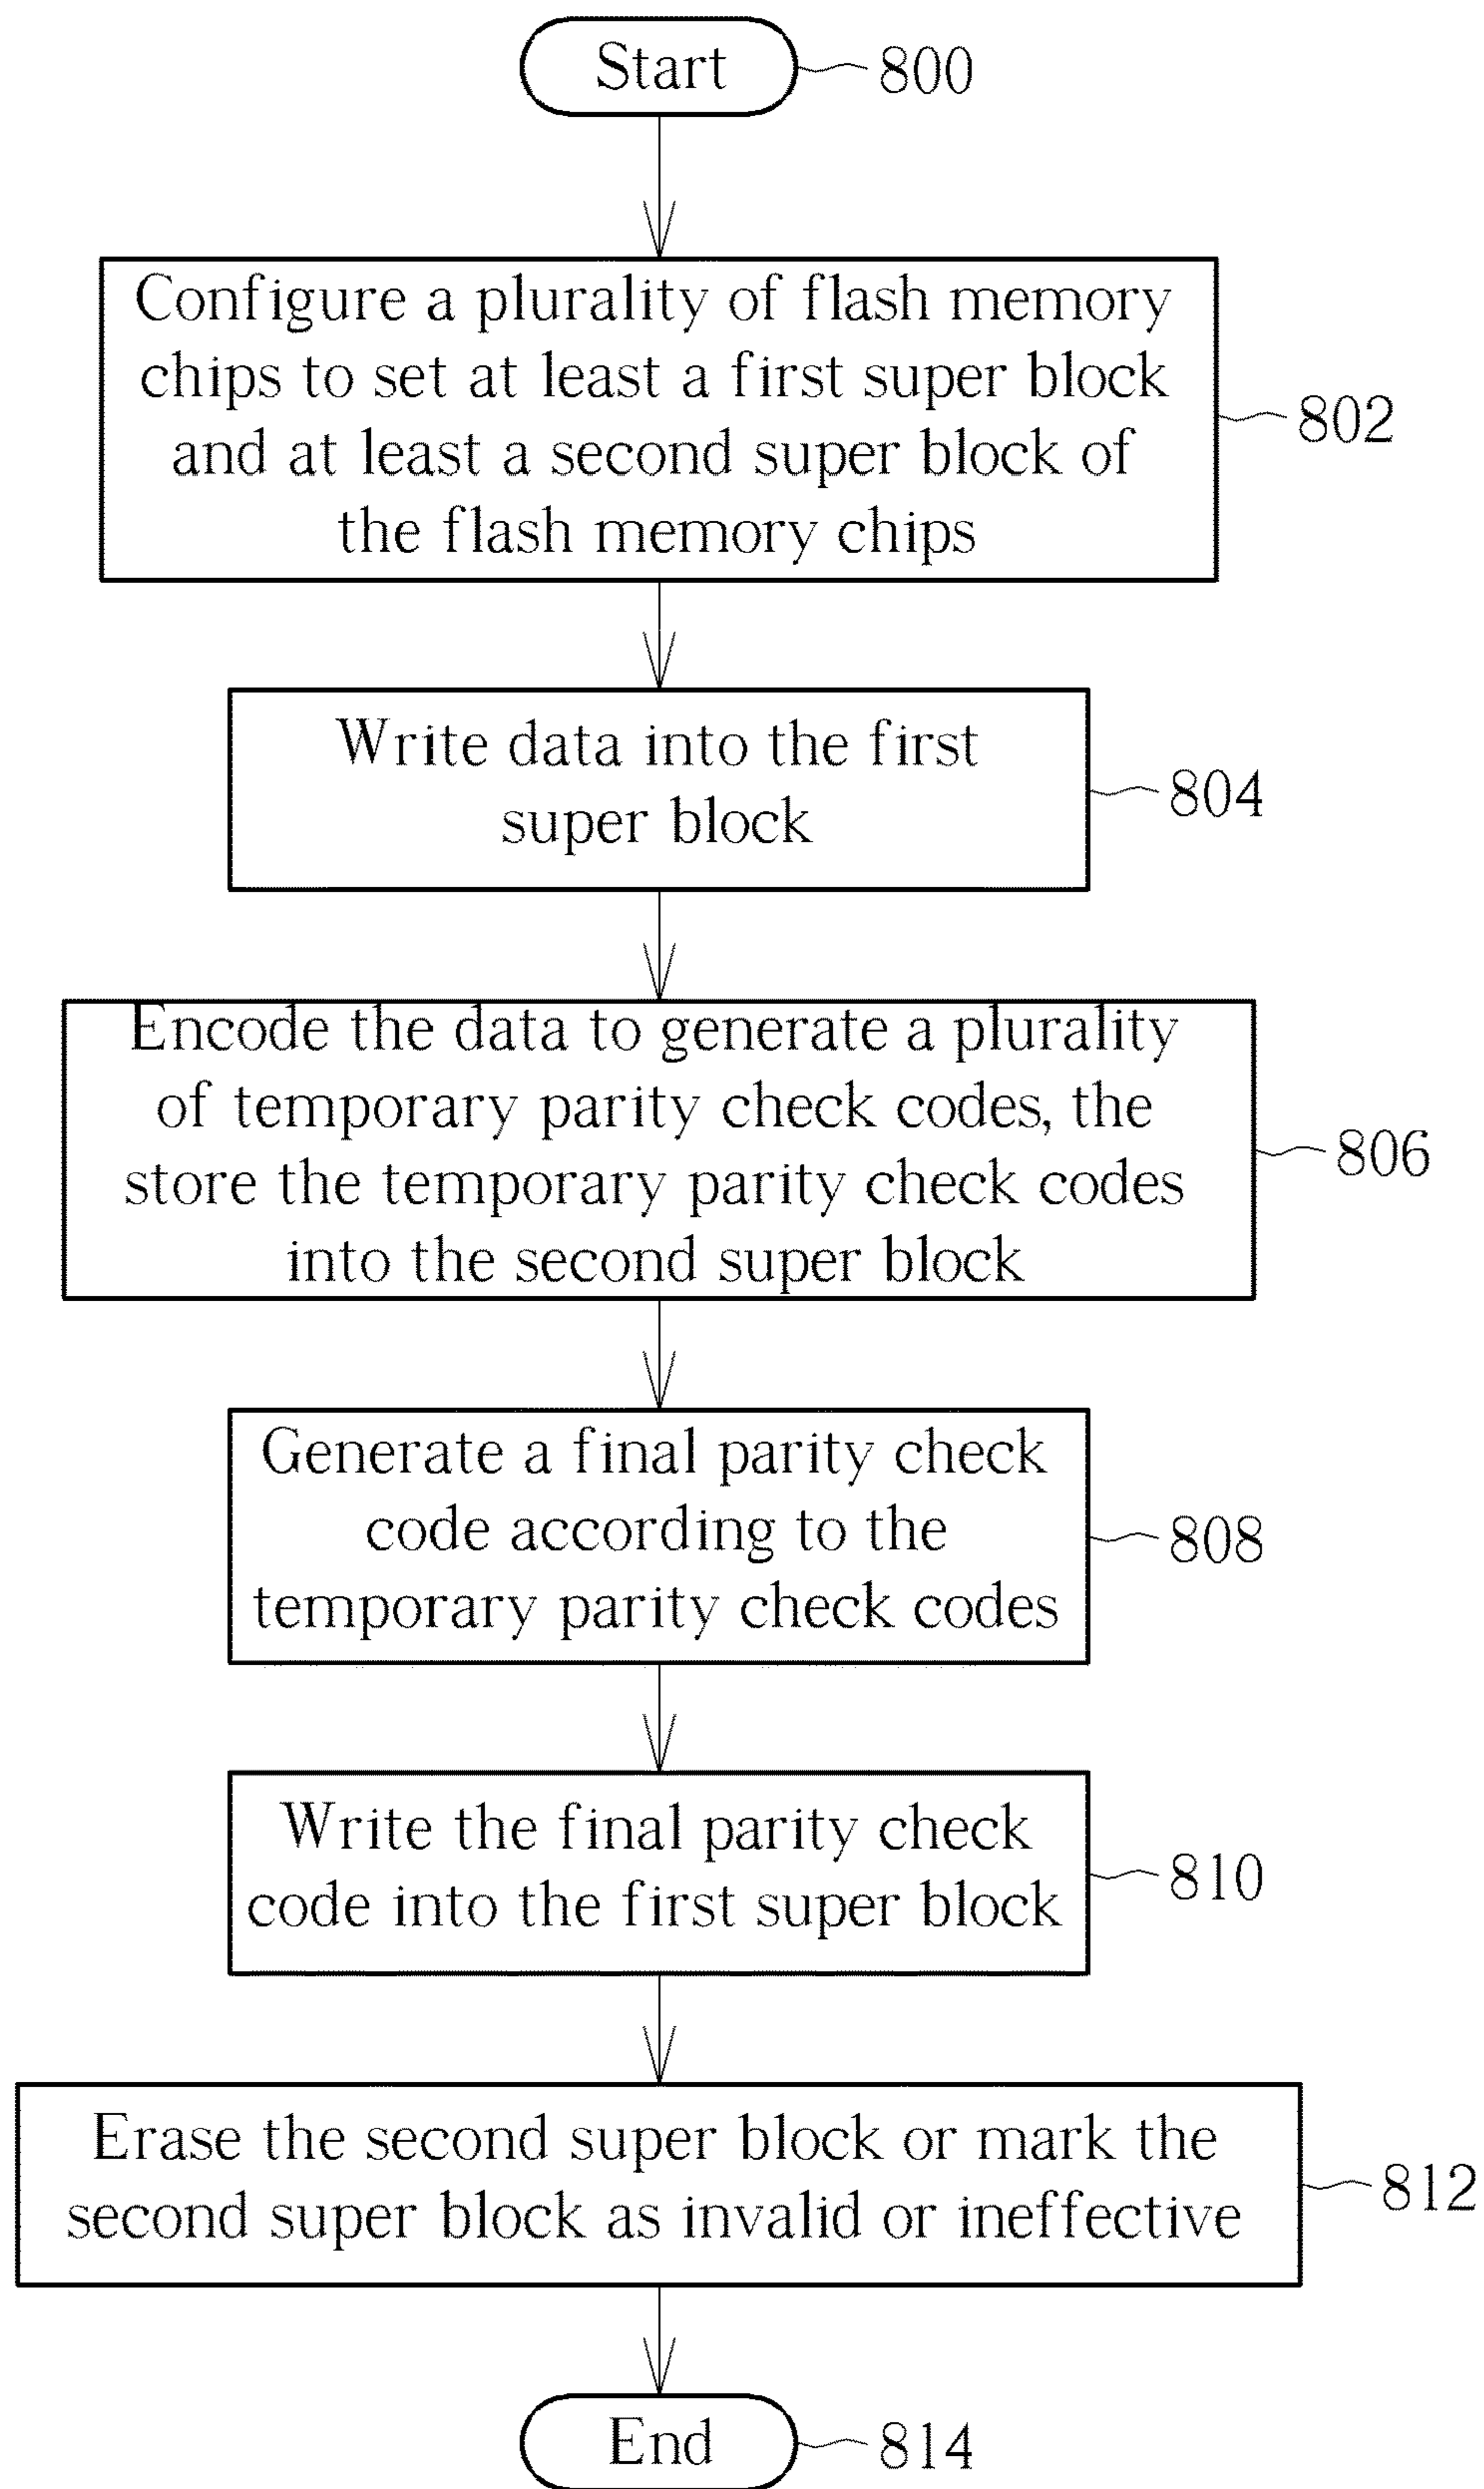 Start
800
Configure a plurality of flash memory
chips to set at least a first super block
and at least a second super block of
the flash memory chips
802
Write data into the first
super block
804
Encode the data to generate a plurality
of temporary parity check codes, the
store the temporary parity check codes
into the second super block
806
Generate a final parity check
code according to the
temporary parity check codes
808
Write the final parity check
code into the first super block
810
Erase the second super block or mark the
second super block as invalid or ineffective
812
End
814